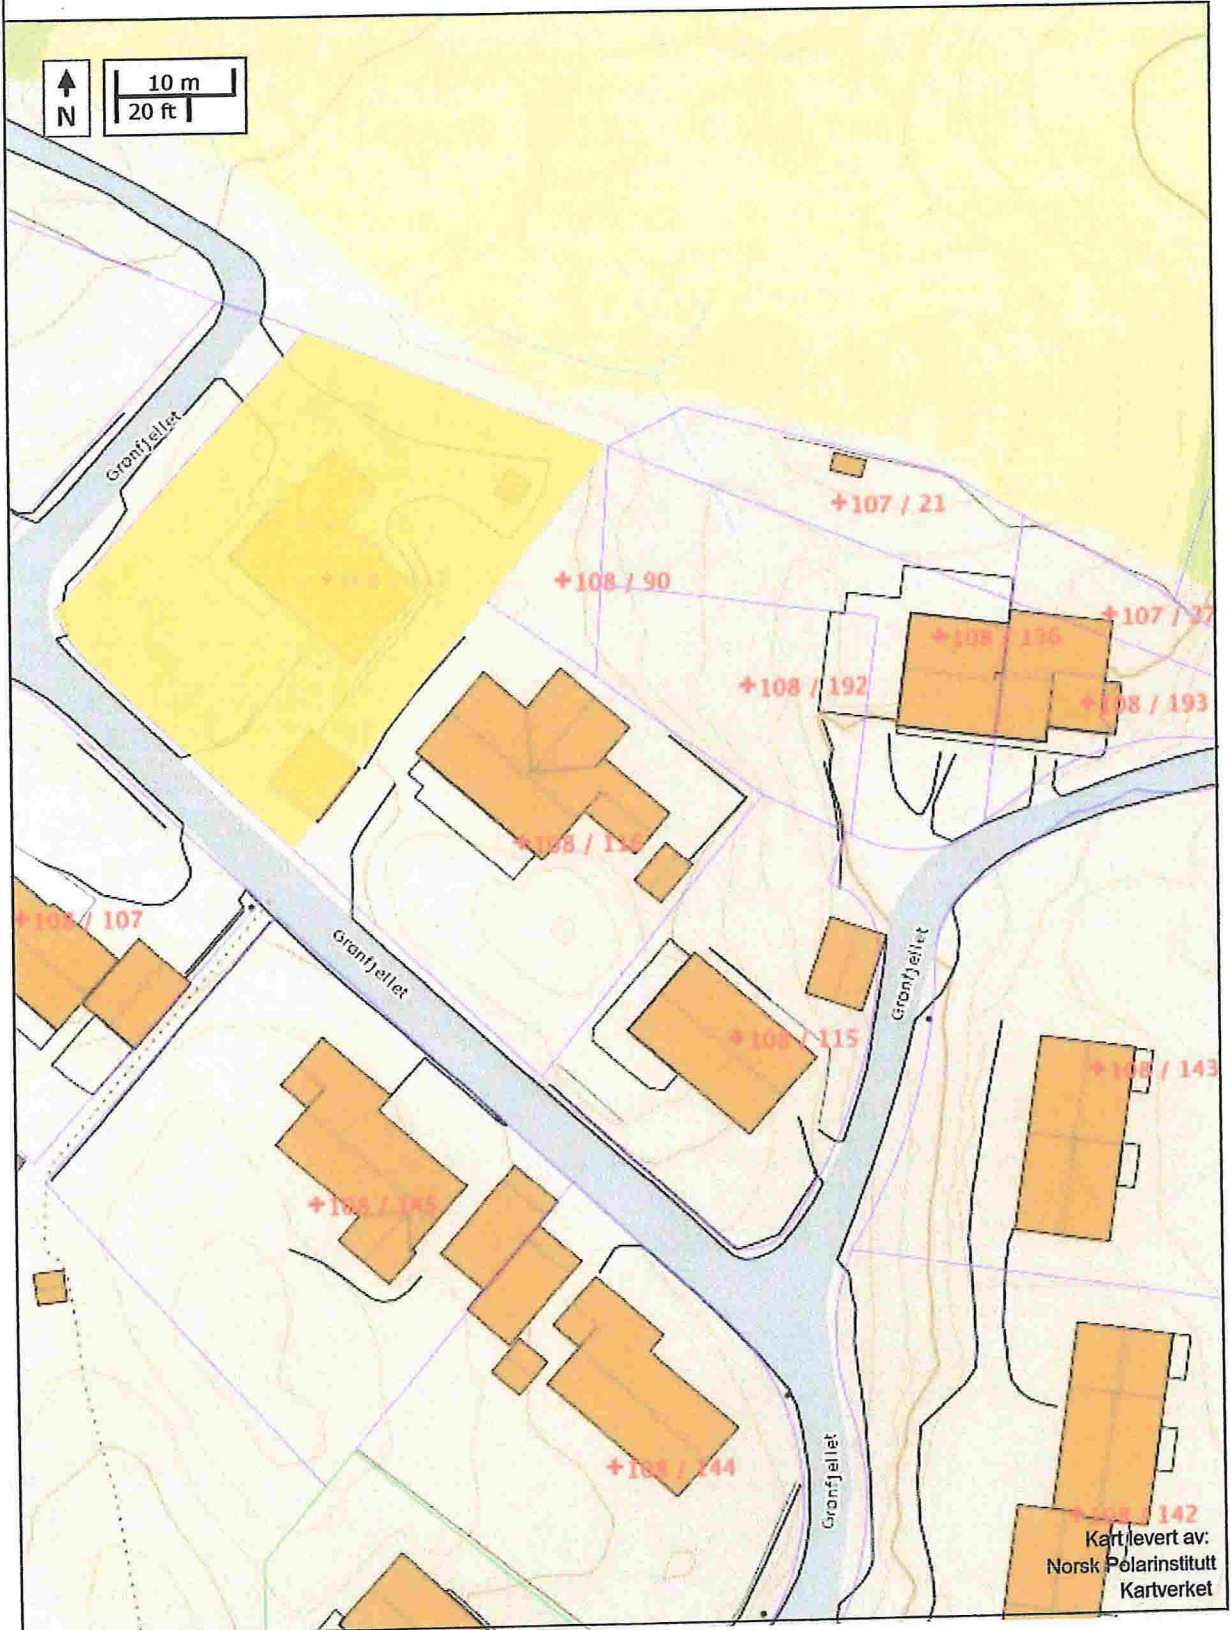 10 m
20 ft
N
Grønfjellet
+107 / 21
+108 / 90
+107 / 27
+108 / 136
+108 / 192
+108 / 193
+108 / 116
+108 / 107
Grønfjellet
Grønfjellet
+108 / 115
+108 / 143
+108 / 145
+108 / 144
Grønfjellet
+108 / 142
Kart levert av:
Norsk Polarinstitutt
Kartverket